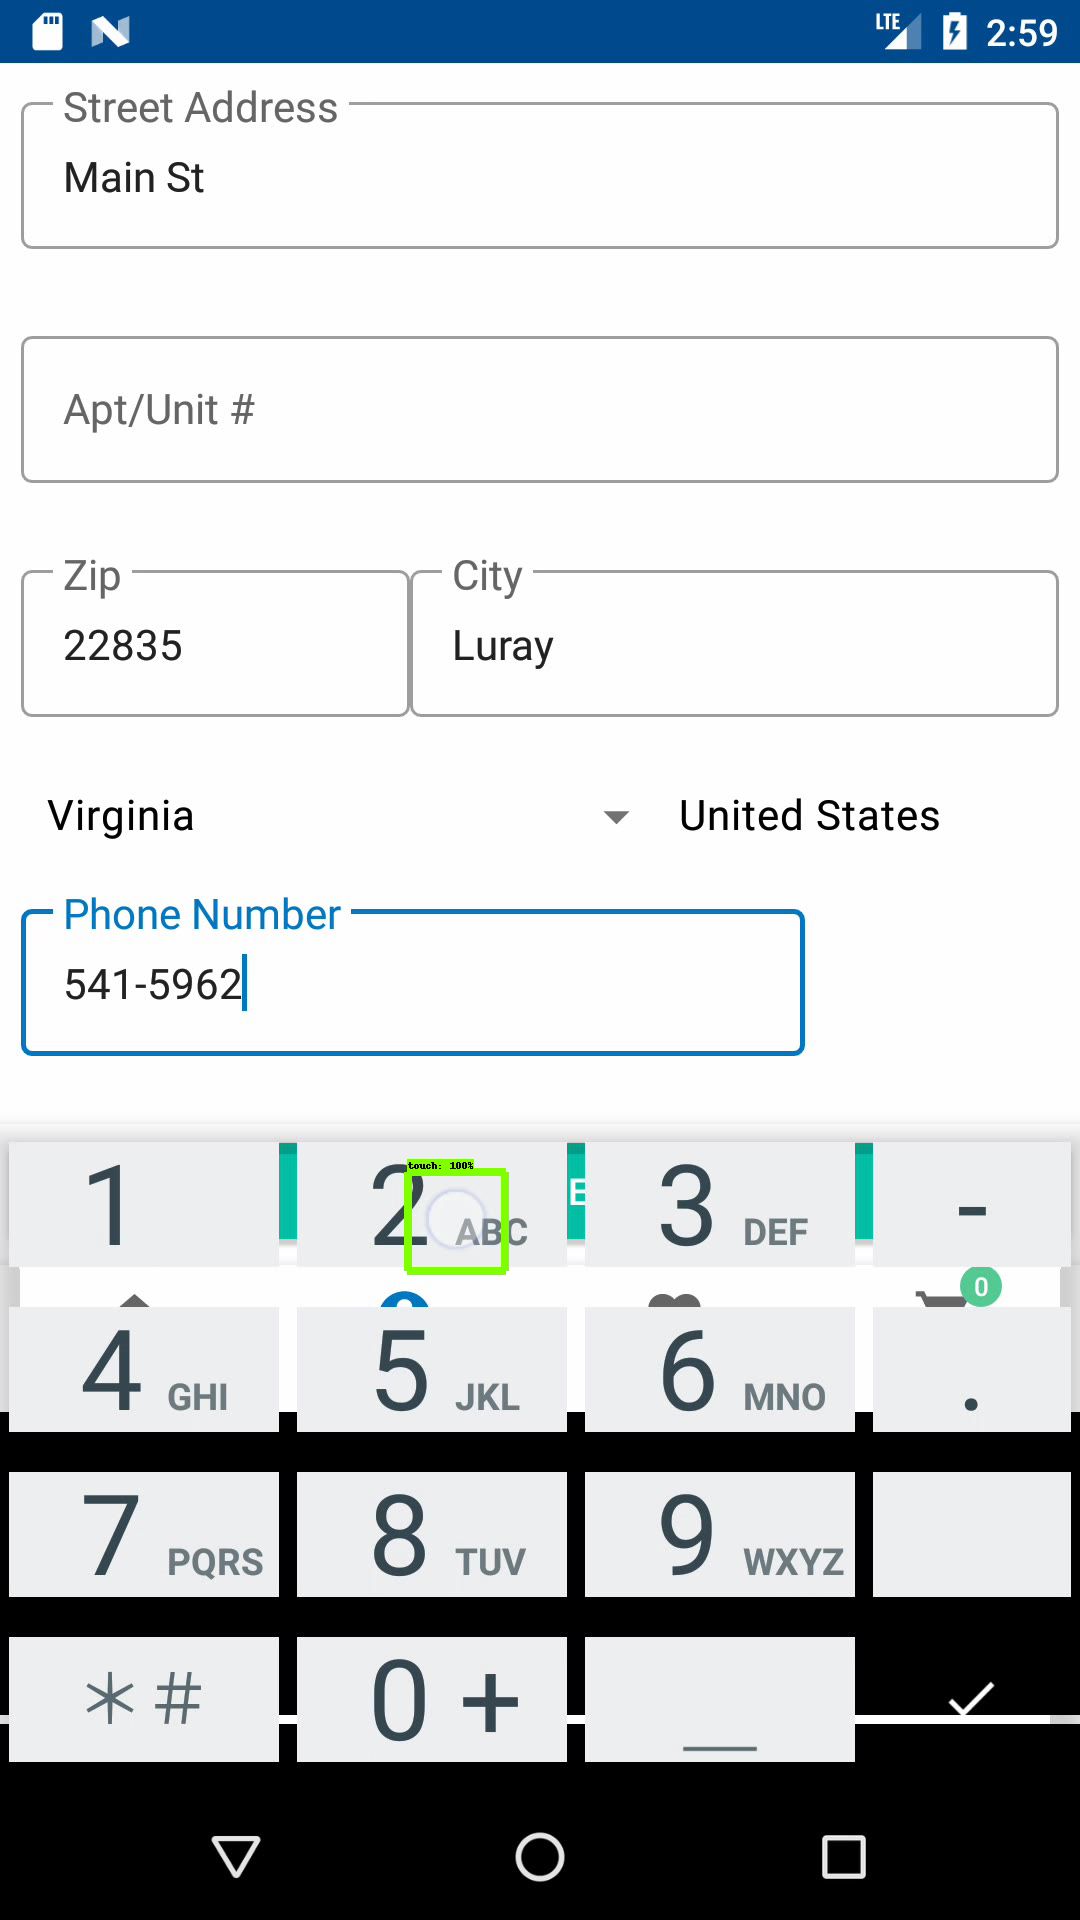 LTE 2:59
Street Address
Main St
Apt/Unit #
Zip City
22835 Luray
Virginia United States
Phone Number
541-5962
touch: 100%
1 2 ABC E 3 DEF -
0
4 GHI 5 JKL 6 MNO .
7 PQRS 8 TUV 9 WXYZ
*# 0 + _